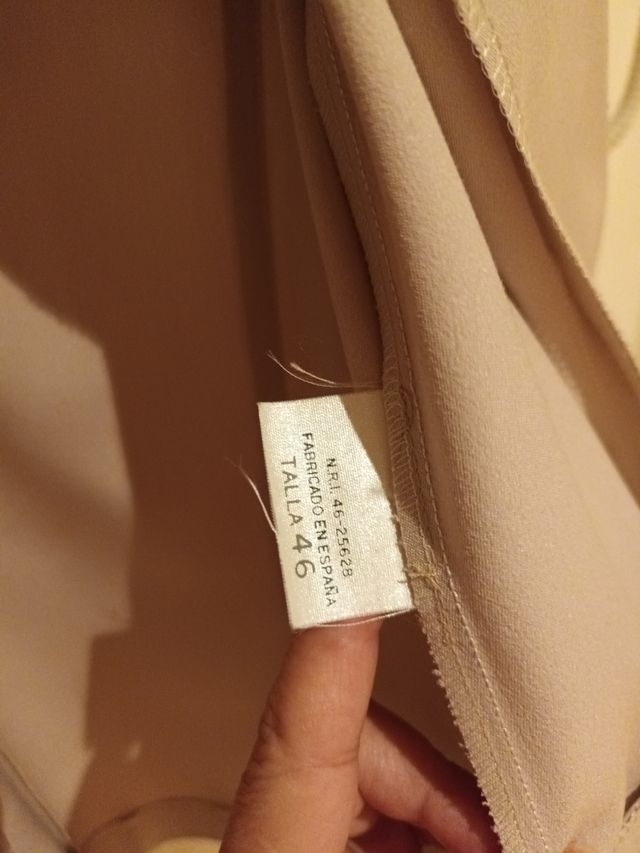 N.R.I. 46-25628
FABRICADO EN ESPAÑA
TALLA 46